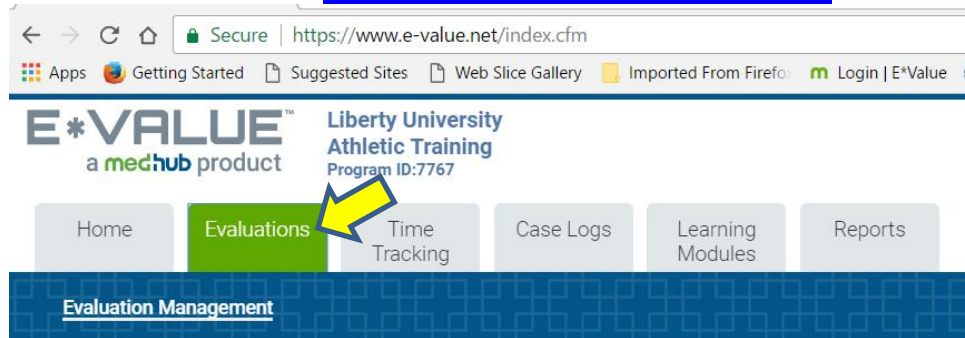 Secure | https://www.e-value.net/index.cfm
Apps Getting Started Suggested Sites Web Slice Gallery Imported From Firefo m Login | E*Value
E*VALUE™ Liberty University
Athletic Training
a medhub product Program ID:7767
Home Evaluations Time Tracking Case Logs Learning Modules Reports
Evaluation Management